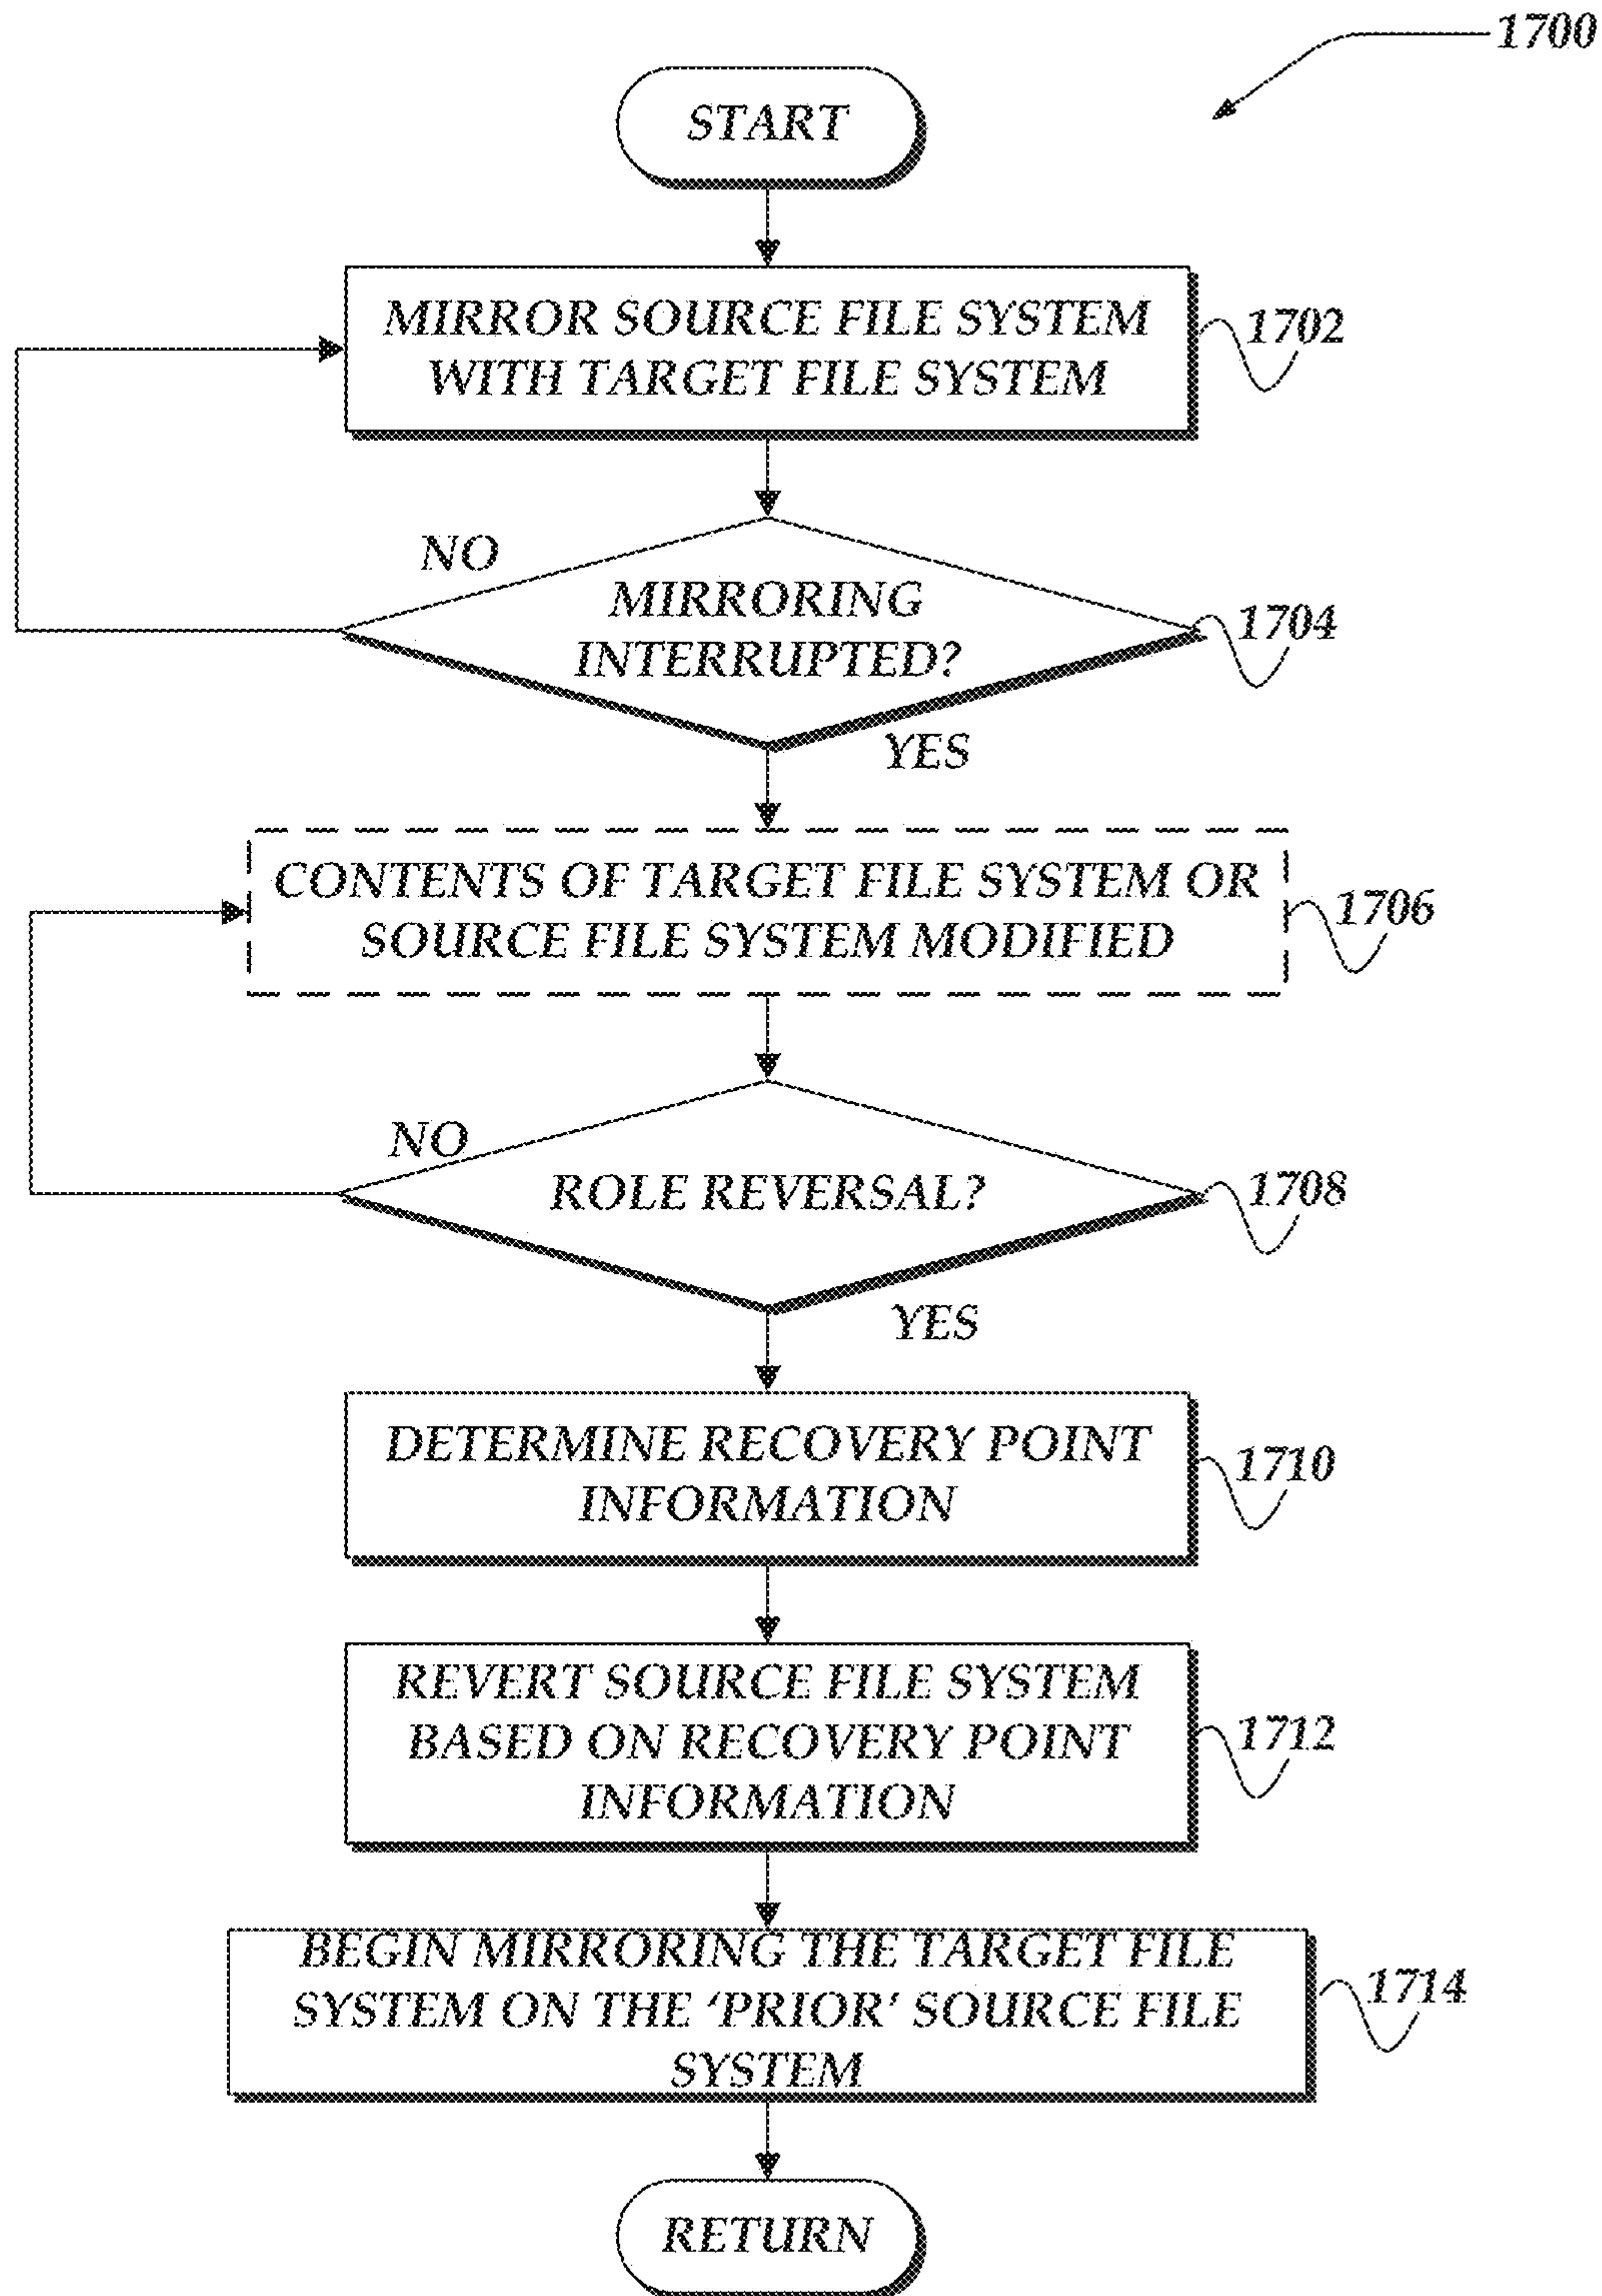 1700
START
MIRROR SOURCE FILE SYSTEM
WITH TARGET FILE SYSTEM
1702
NO
MIRRORING
INTERRUPTED?
1704
YES
CONTENTS OF TARGET FILE SYSTEM OR
SOURCE FILE SYSTEM MODIFIED
1706
NO
ROLE REVERSAL?
1708
YES
DETERMINE RECOVERY POINT
INFORMATION
1710
REVERT SOURCE FILE SYSTEM
BASED ON RECOVERY POINT
INFORMATION
1712
BEGIN MIRRORING THE TARGET FILE
SYSTEM ON THE ‘PRIOR’ SOURCE FILE
SYSTEM
1714
RETURN